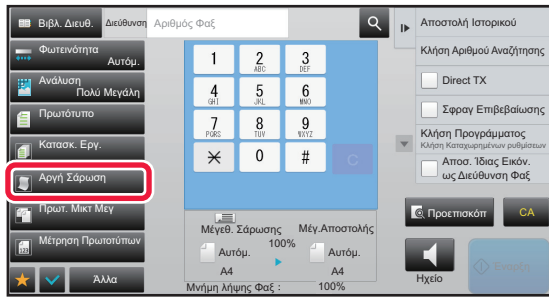 Βιβλ. Διευθ.
Διεύθυνση
Αριθμός Φαξ
Φωτεινότητα
Αυτόμ.
Ανάλυση
Πολύ Μεγάλη
Πρωτότυπο
Κατασκ. Εργ.
Αργή Σάρωση
Πρωτ. Μικτ Μεγ
Μέτρηση Πρωτοτύπων
Άλλα
1 2 3
ABC DEF
4 5 6
GHI JKL MNO
7 8 9
PQRS TUV WXYZ
0 #
C
Μέγεθ. Σάρωσης
Μέγ.Αποστολής
100%
Αυτόμ.
Αυτόμ.
A4
A4
Μνήμη λήψης Φαξ : 100%
Αποστολή Ιστορικού
Κλήση Αριθμού Αναζήτησης
Direct TX
Σφραγ Επιβεβαίωσης
Κλήση Προγράμματος
Κλήση Καταχωρημένων ρυθμίσεων
Αποσ. Ίδιας Εικόν.
ως Διεύθυνση Φαξ
Προεπισκόπ
CA
Ηχείο
Έναρξη